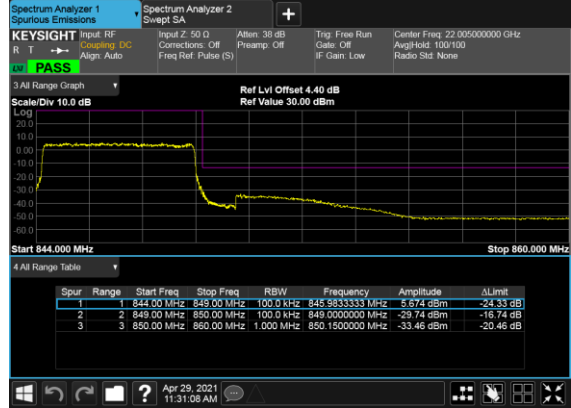 Spectrum Analyzer 1
Spurious Emissions
Spectrum Analyzer 2
Swept SA
KEYSIGHT
R T
PASS
Input: RF
Coupling: DC
Align: Auto
Input Z: 50 Ω
Corrections: Off
Freq Ref: Pulse (S)
Atten: 38 dB
Preamp: Off
Trig: Free Run
Gate: Off
IF Gain: Low
Center Freq: 22.005000000 GHz
Avg|Hold: 100/100
Radio Std: None
3 All Range Graph
Ref Lvl Offset 4.40 dB
Scale/Div 10.0 dB Ref Value 30.00 dBm
Log
20.0
10.0
0.00
-10.0
-20.0
-30.0
-40.0
-50.0
-60.0
Start 844.000 MHz Stop 860.000 MHz
4 All Range Table
Spur Range Start Freq Stop Freq RBW Frequency Amplitude ΔLimit
1 1 844.00 MHz 849.00 MHz 100.0 kHz 845.9833333 MHz 5.674 dBm -24.33 dB
2 2 849.00 MHz 850.00 MHz 100.0 kHz 849.0000000 MHz -29.74 dBm -16.74 dB
3 3 850.00 MHz 860.00 MHz 1.000 MHz 850.1500000 MHz -33.46 dBm -20.46 dB
?
Apr 29, 2021
11:31:08 AM